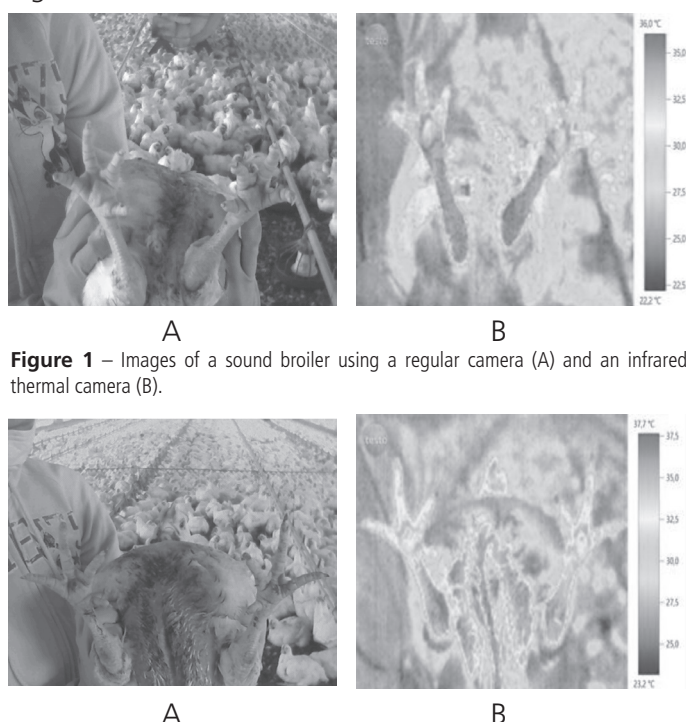 testo
36,0 °C
35,0
32,5
30,0
27,5
25,0
22,5
22,2 °C
A
B
Figure 1 – Images of a sound broiler using a regular camera (A) and an infrared
thermal camera (B).
testo
37,7 °C
37,5
35,0
32,5
30,0
27,5
25,0
23,2 °C
A
B